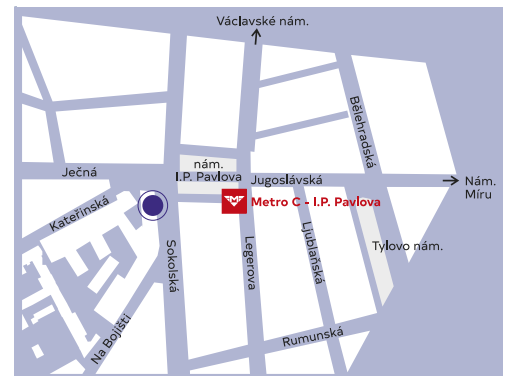 Václavské nám.
Bělehradská
nám.
I.P. Pavlova
Ječná
Jugoslávská
Nám.
Míru
Metro C - I.P. Pavlova
Kateřinská
Sokolská
Legerova
Ljublaňská
Tylovo nám.
Na Bojišti
Rumunská